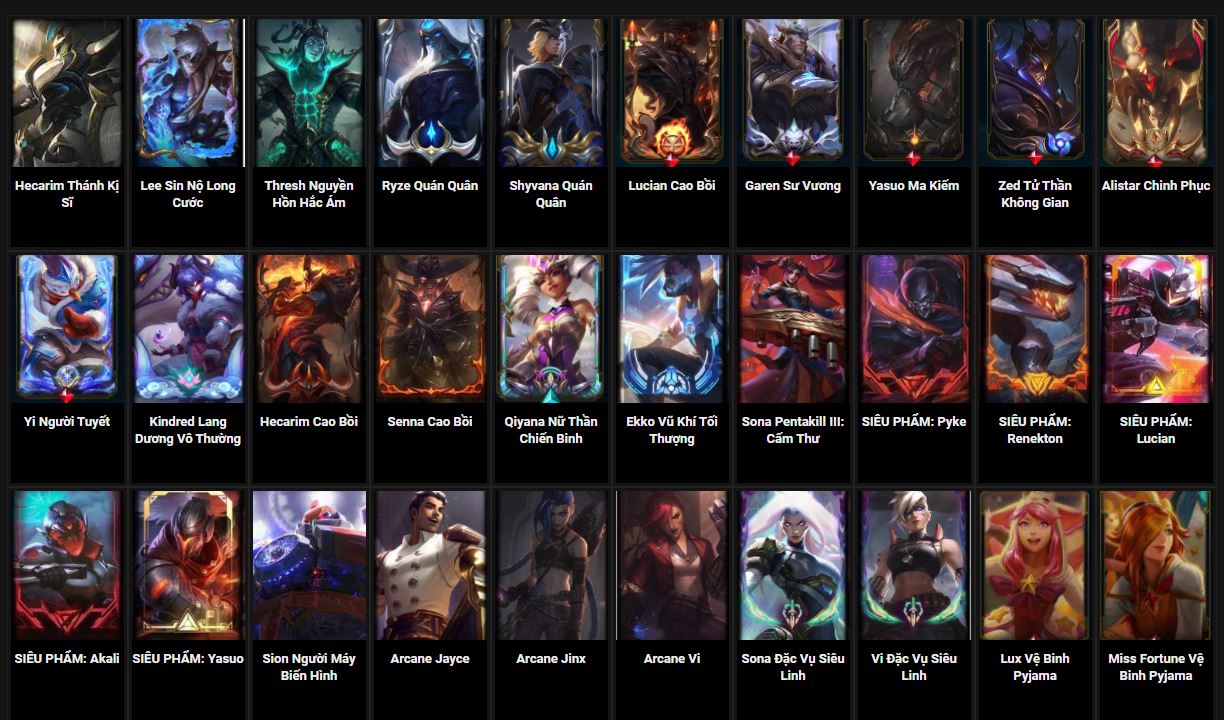 Hecarim Thánh Kị
Sĩ
Lee Sin Nộ Long
Cước
Thresh Nguyền
Hồn Hắc Ám
Ryze Quán Quân
Shyvana Quán
Quân
Lucian Cao Bồi
Garen Sư Vương
Yasuo Ma Kiếm
Zed Tử Thần
Không Gian
Alistar Chinh Phục
Yi Người Tuyết
Kindred Lang
Dương Vô Thường
Hecarim Cao Bồi
Senna Cao Bồi
Qiyana Nữ Thần
Chiến Binh
Ekko Vũ Khí Tối
Thượng
Sona Pentakill III:
Cấm Thư
SIÊU PHẨM: Pyke
SIÊU PHẨM:
Renekton
SIÊU PHẨM:
Lucian
SIÊU PHẨM: Akali
SIÊU PHẨM: Yasuo
Sion Người Máy
Biến Hình
Arcane Jayce
Arcane Jinx
Arcane Vi
Sona Đặc Vụ Siêu
Linh
Vi Đặc Vụ Siêu
Linh
Lux Vệ Binh
Pyjama
Miss Fortune Vệ
Binh Pyjama